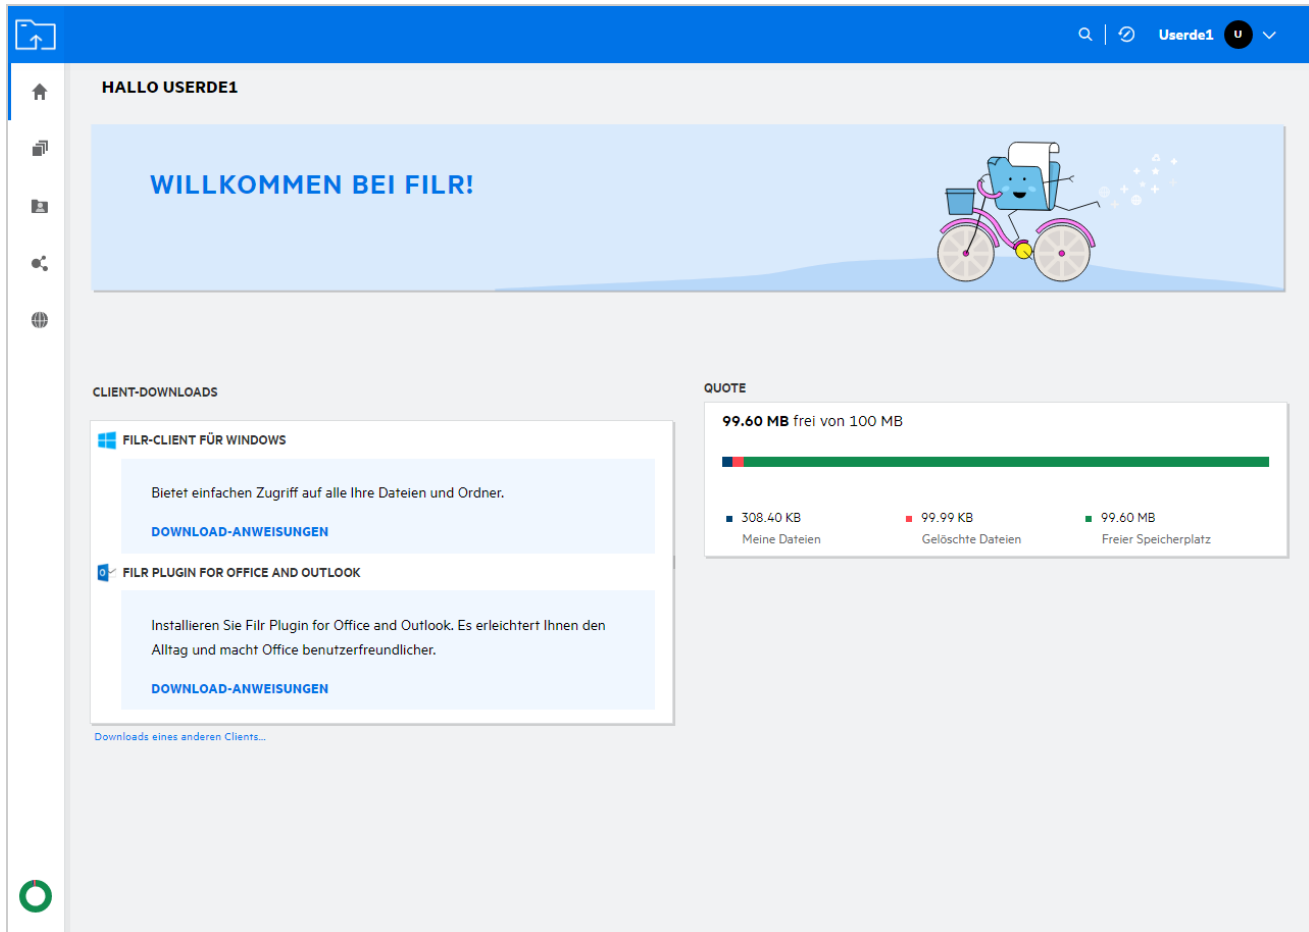 Userde1 U
HALLO USERDE1
WILLKOMMEN BEI FILR!
CLIENT-DOWNLOADS
FILR-CLIENT FÜR WINDOWS
Bietet einfachen Zugriff auf alle Ihre Dateien und Ordner.
DOWNLOAD-ANWEISUNGEN
FILR PLUGIN FOR OFFICE AND OUTLOOK
Installieren Sie Filr Plugin for Office and Outlook. Es erleichtert Ihnen den
Alltag und macht Office benutzerfreundlicher.
DOWNLOAD-ANWEISUNGEN
Downloads eines anderen Clients...
QUOTE
99.60 MB frei von 100 MB
308.40 KB
Meine Dateien
99.99 KB
Gelöschte Dateien
99.60 MB
Freier Speicherplatz